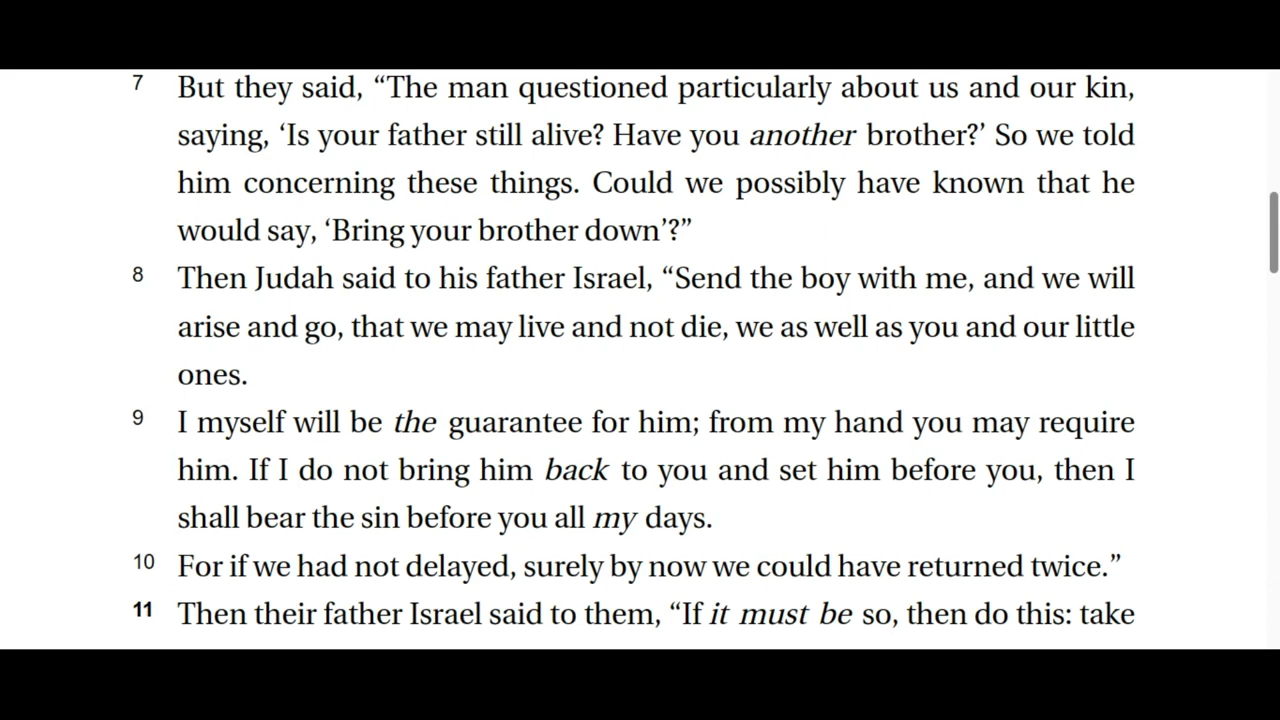 7 But they said, “The man questioned particularly about us and our kin,
saying, ‘Is your father still alive? Have you another brother?’ So we told
him concerning these things. Could we possibly have known that he
would say, ‘Bring your brother down’?”
8 Then Judah said to his father Israel, “Send the boy with me, and we will
arise and go, that we may live and not die, we as well as you and our little
ones.
9 I myself will be the guarantee for him; from my hand you may require
him. If I do not bring him back to you and set him before you, then I
shall bear the sin before you all my days.
10 For if we had not delayed, surely by now we could have returned twice.”
11 Then their father Israel said to them, “If it must be so, then do this: take